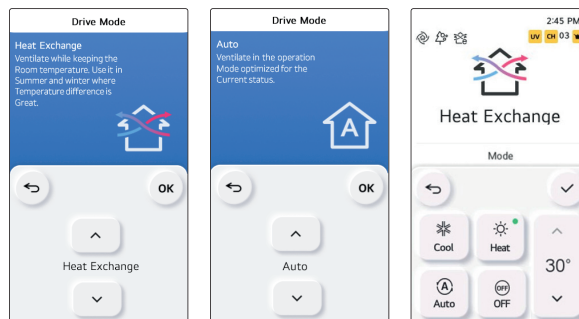 Drive Mode
Heat Exchange
Ventilate while keeping the
Room temperature. Use it in
Summer and winter where
Temperature difference is
Great.
OK
Heat Exchange
Drive Mode
Auto
Ventilate in the operation
Mode optimized for the
Current status.
A
OK
Auto
2:45 PM
UV CH 03
Heat Exchange
Mode
Cool
Heat
30°
A
Auto
OFF
OFF